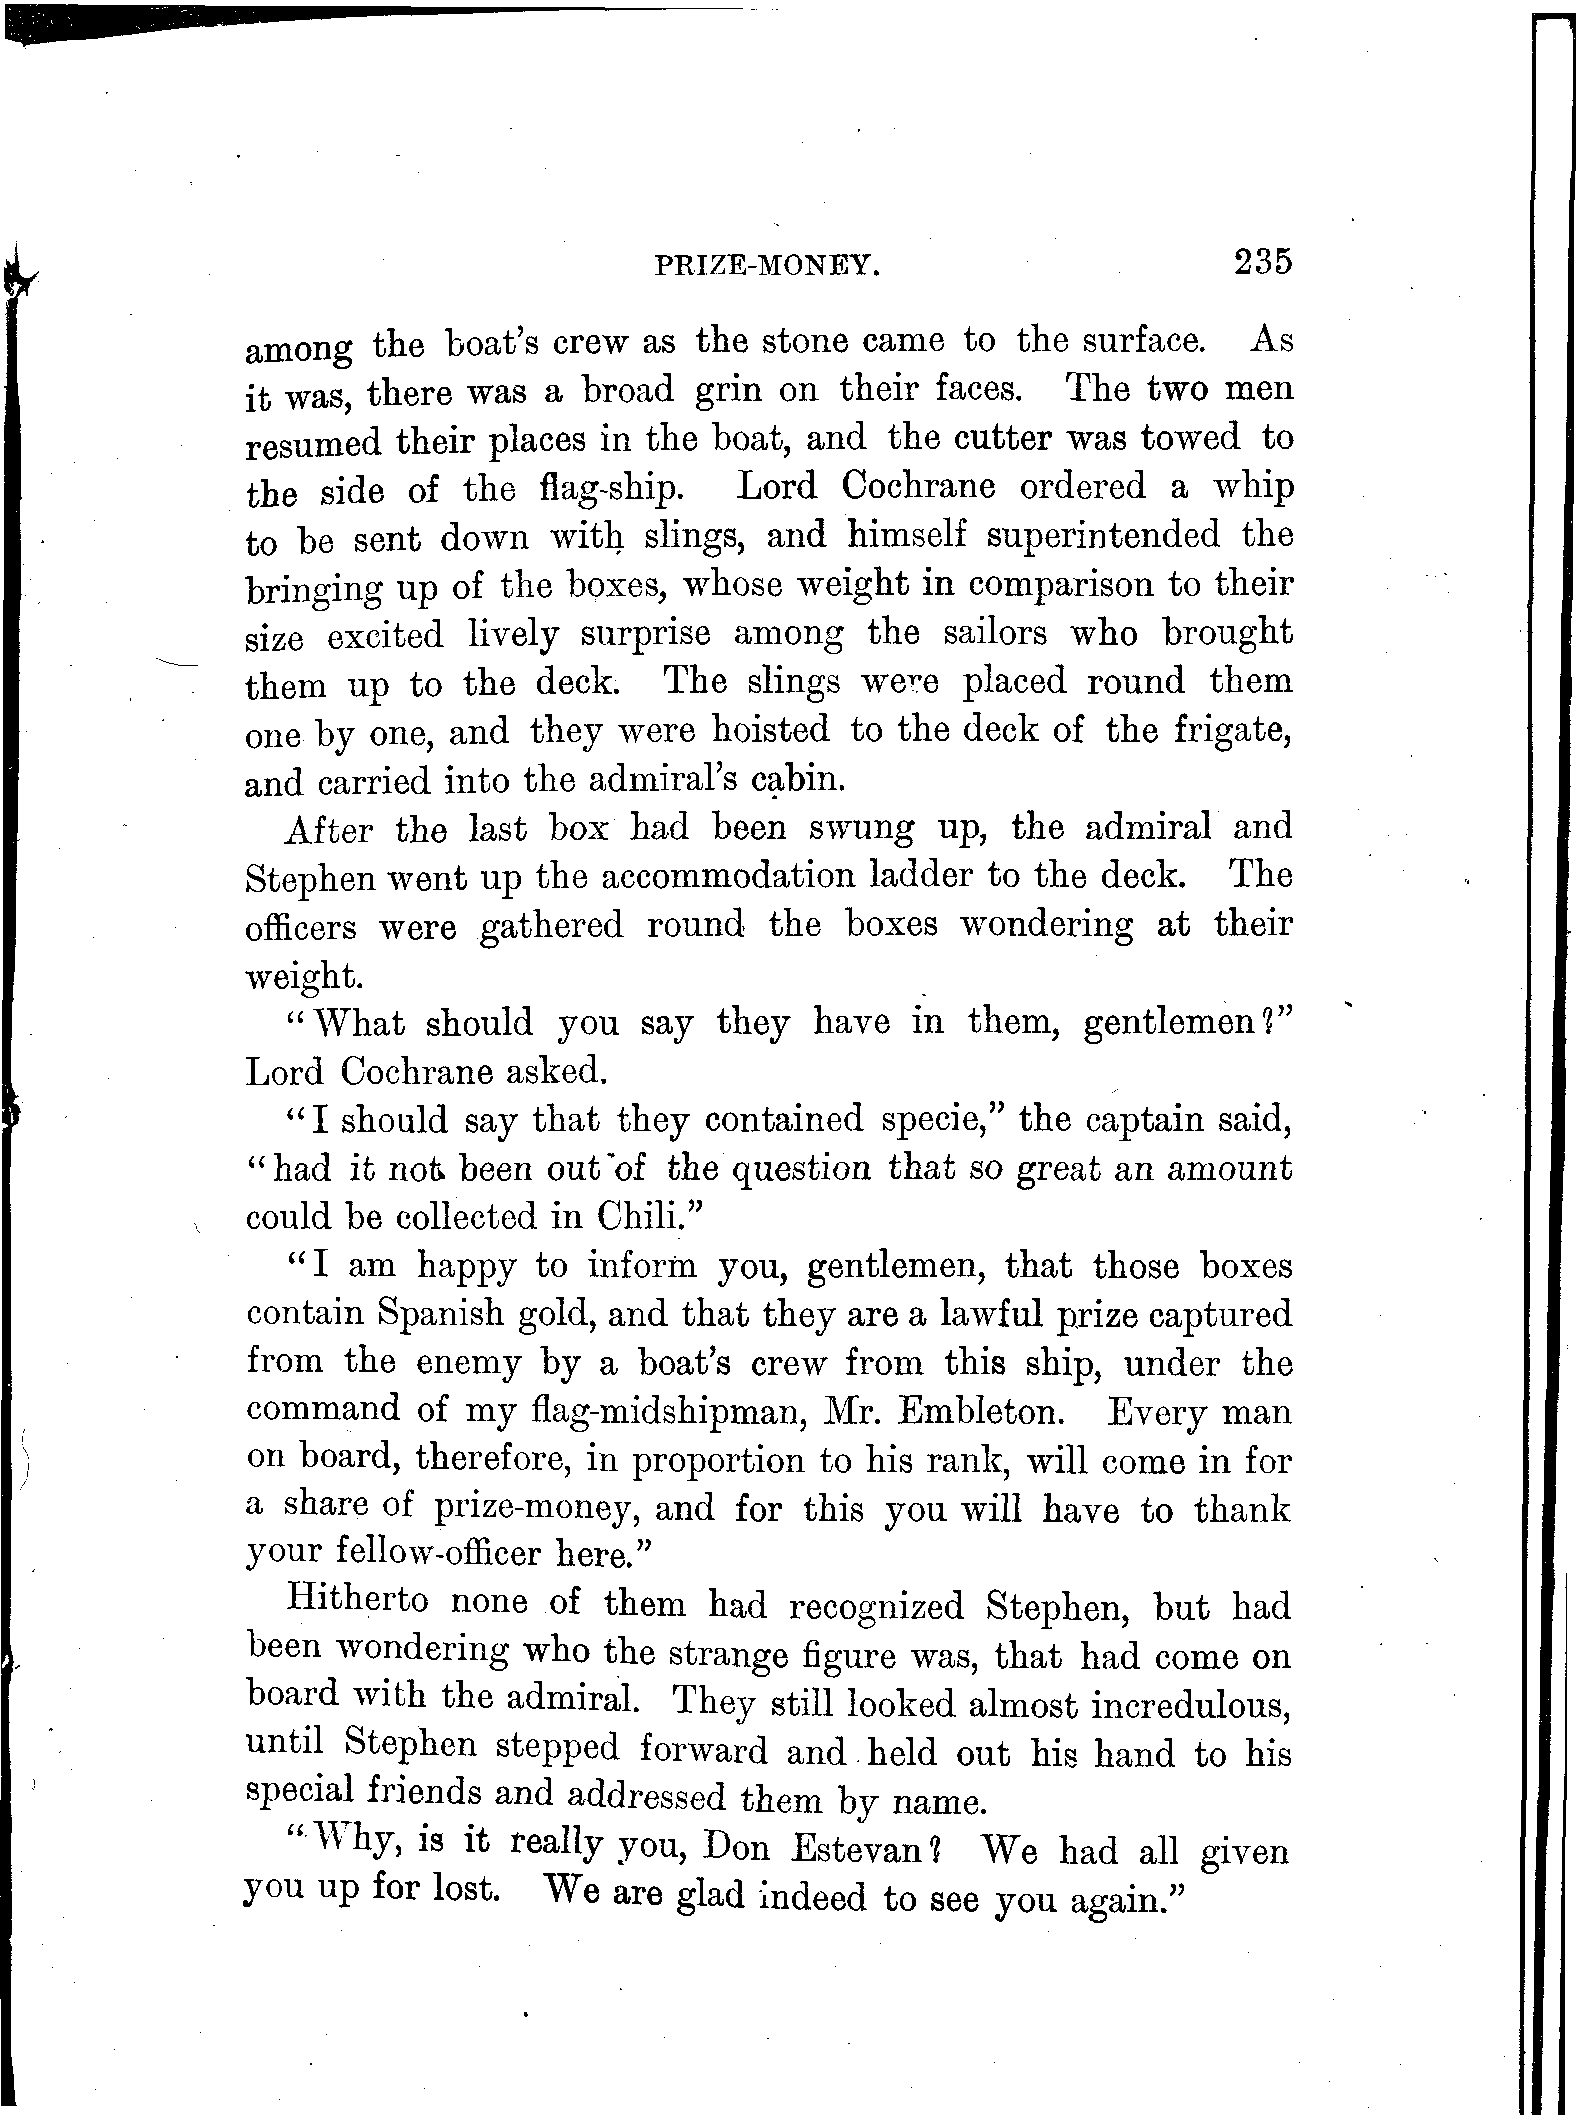 PRIZE-MONEY. 235
among the boat's crew as the stone came to the surface. As
it was, there was a broad grin on their faces. The two men
resumed their places in the boat, and the cutter was towed to
the side of the flag-ship. Lord Cochrane ordered a whip
to be sent down with slings, and himself superintended the
bringing up of the boxes, whose weight in comparison to their
size excited lively surprise among the sailors who brought
them up to the deck. The slings were placed round them
one by one, and they were hoisted to the deck of the frigate,
and carried into the admiral's cabin.
After the last box had been swung up, the admiral and
Stephen went up the accommodation ladder to the deck. The
officers were gathered round the boxes wondering at their
weight.
"What should you say they have in them, gentlemen?"
Lord Cochrane asked.
"I should say that they contained specie," the captain said,
"had it not been out of the question that so great an amount
could be collected in Chili."
"I am happy to inform you, gentlemen, that those boxes
contain Spanish gold, and that they are a lawful prize captured
from the enemy by a boat's crew from this ship, under the
command of my flag-midshipman, Mr. Embleton. Every man
on board, therefore, in proportion to his rank, will come in for
a share of prize-money, and for this you will have to thank
your fellow-officer here."
Hitherto none of them had recognized Stephen, but had
been wondering who the strange figure was, that had come on
board with the admiral. They still looked almost incredulous,
until Stephen stepped forward and held out his hand to his
special friends and addressed them by name.
"Why, is it really you, Don Estevan? We had all given
you up for lost. We are glad indeed to see you again."